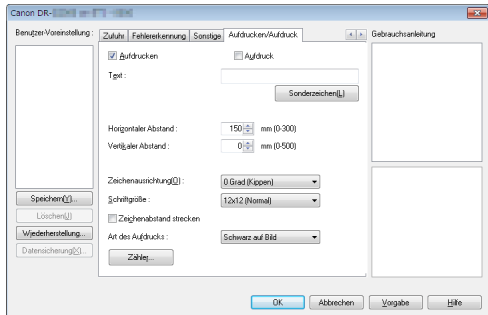 Canon DR-
Benutzer-Voreinstellung :
Zufuhr Fehlererkennung Sonstige Aufdrucken/Aufdruck
Gebrauchsanleitung
Aufdrucken Aufdruck
Text :
Sonderzeichen(L)
Horizontaler Abstand : 150 mm (0-300)
Vertikaler Abstand : 0 mm (0-500)
Zeichenausrichtung(O) : 0 Grad (Kippen)
Schriftgröße : 12x12 (Normal)
Zeichenabstand strecken
Art des Aufdrucks : Schwarz auf Bild
Zähler...
Speichern(Y)...
Löschen(J)
Wiederherstellung...
Datensicherung(X)...
OK Abbrechen Vorgabe Hilfe